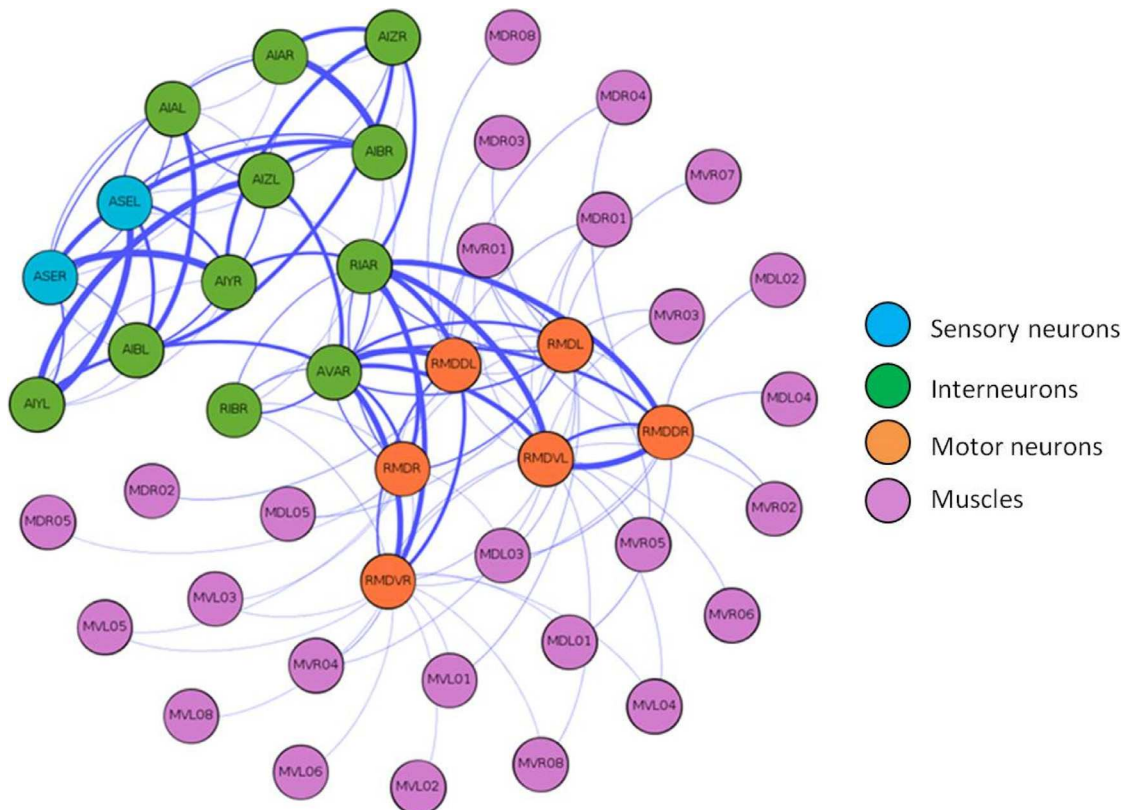 AIZR
MDR08
AIAR
MDR04
AIAL
MDR03
AIBR
MVR07
AIZL
ASEL
MDR01
MVR01
RIAR
ASER
AIYR
MDL02
MVR03
Sensory neurons
RMDL
AIBL
RMDDL
AVAR
Interneurons
MDL04
AIYL
RIBR
RMDDR
Motor neurons
RMDVL
RMDR
MDR02
Muscles
MVR02
MDL05
MDR05
MVR05
MDL03
RMDVR
MVL03
MVR06
MVL05
MDL01
MVR04
MVL01
MVL04
MVL08
MVR08
MVL06
MVL02